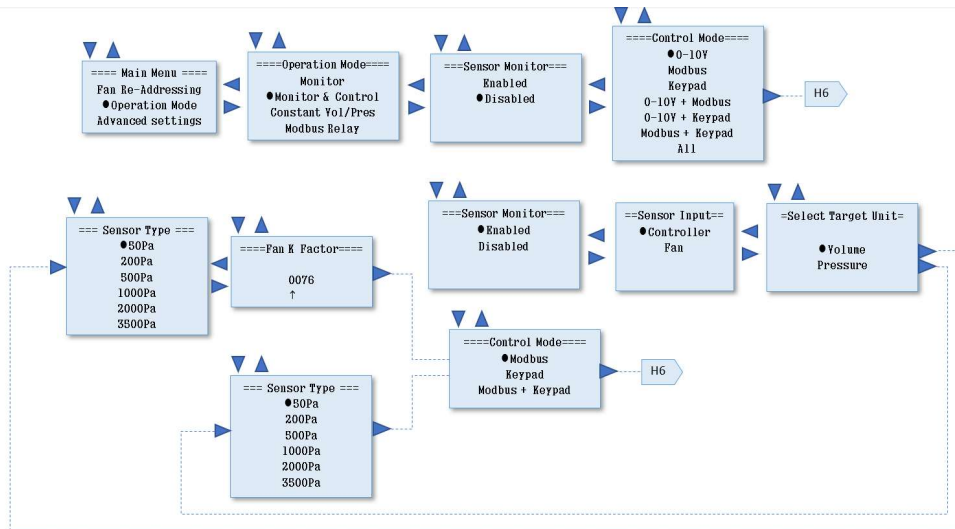 ==== Main Menu ====
Fan Re-Addressing
●Operation Mode
Advanced settings
====Operation Mode====
Monitor
●Monitor & Control
Constant Vol/Pres
Modbus Relay
===Sensor Monitor===
Enabled
●Disabled
====Control Mode====
●0-10V
Modbus
Keypad
0-10V + Modbus
0-10V + Keypad
Modbus + Keypad
All
H6
=== Sensor Type ===
●50Pa
200Pa
500Pa
1000Pa
2000Pa
3500Pa
====Fan K Factor====
0076
↑
===Sensor Monitor===
●Enabled
Disabled
==Sensor Input==
●Controller
Fan
=Select Target Unit=
●Volume
Pressure
=== Sensor Type ===
●50Pa
200Pa
500Pa
1000Pa
2000Pa
3500Pa
====Control Mode====
●Modbus
Keypad
Modbus + Keypad
H6